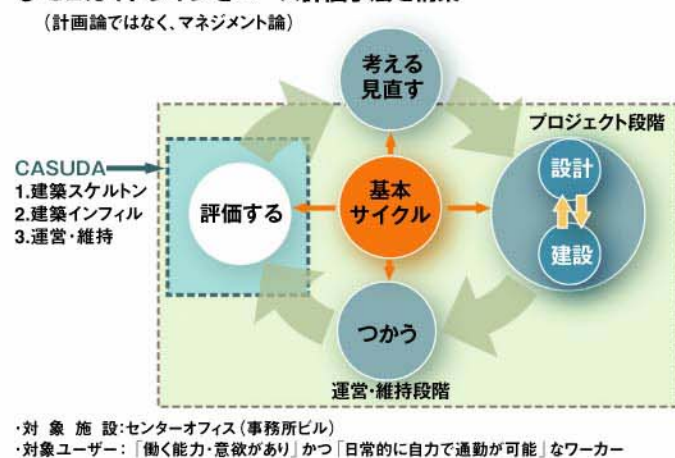 (計画論ではなく、マネジメント論)
考える
見直す
プロジェクト段階
設計
建設
CASUDA
1.建築スケルトン
2.建築インフィル
3.運営・維持
評価する
基本
サイクル
つかう
運営・維持段階
・対 象 施 設:センターオフィス(事務所ビル)
・対象ユーザー:「働く能力・意欲があり」かつ「日常的に自力で通勤が可能」なワーカー